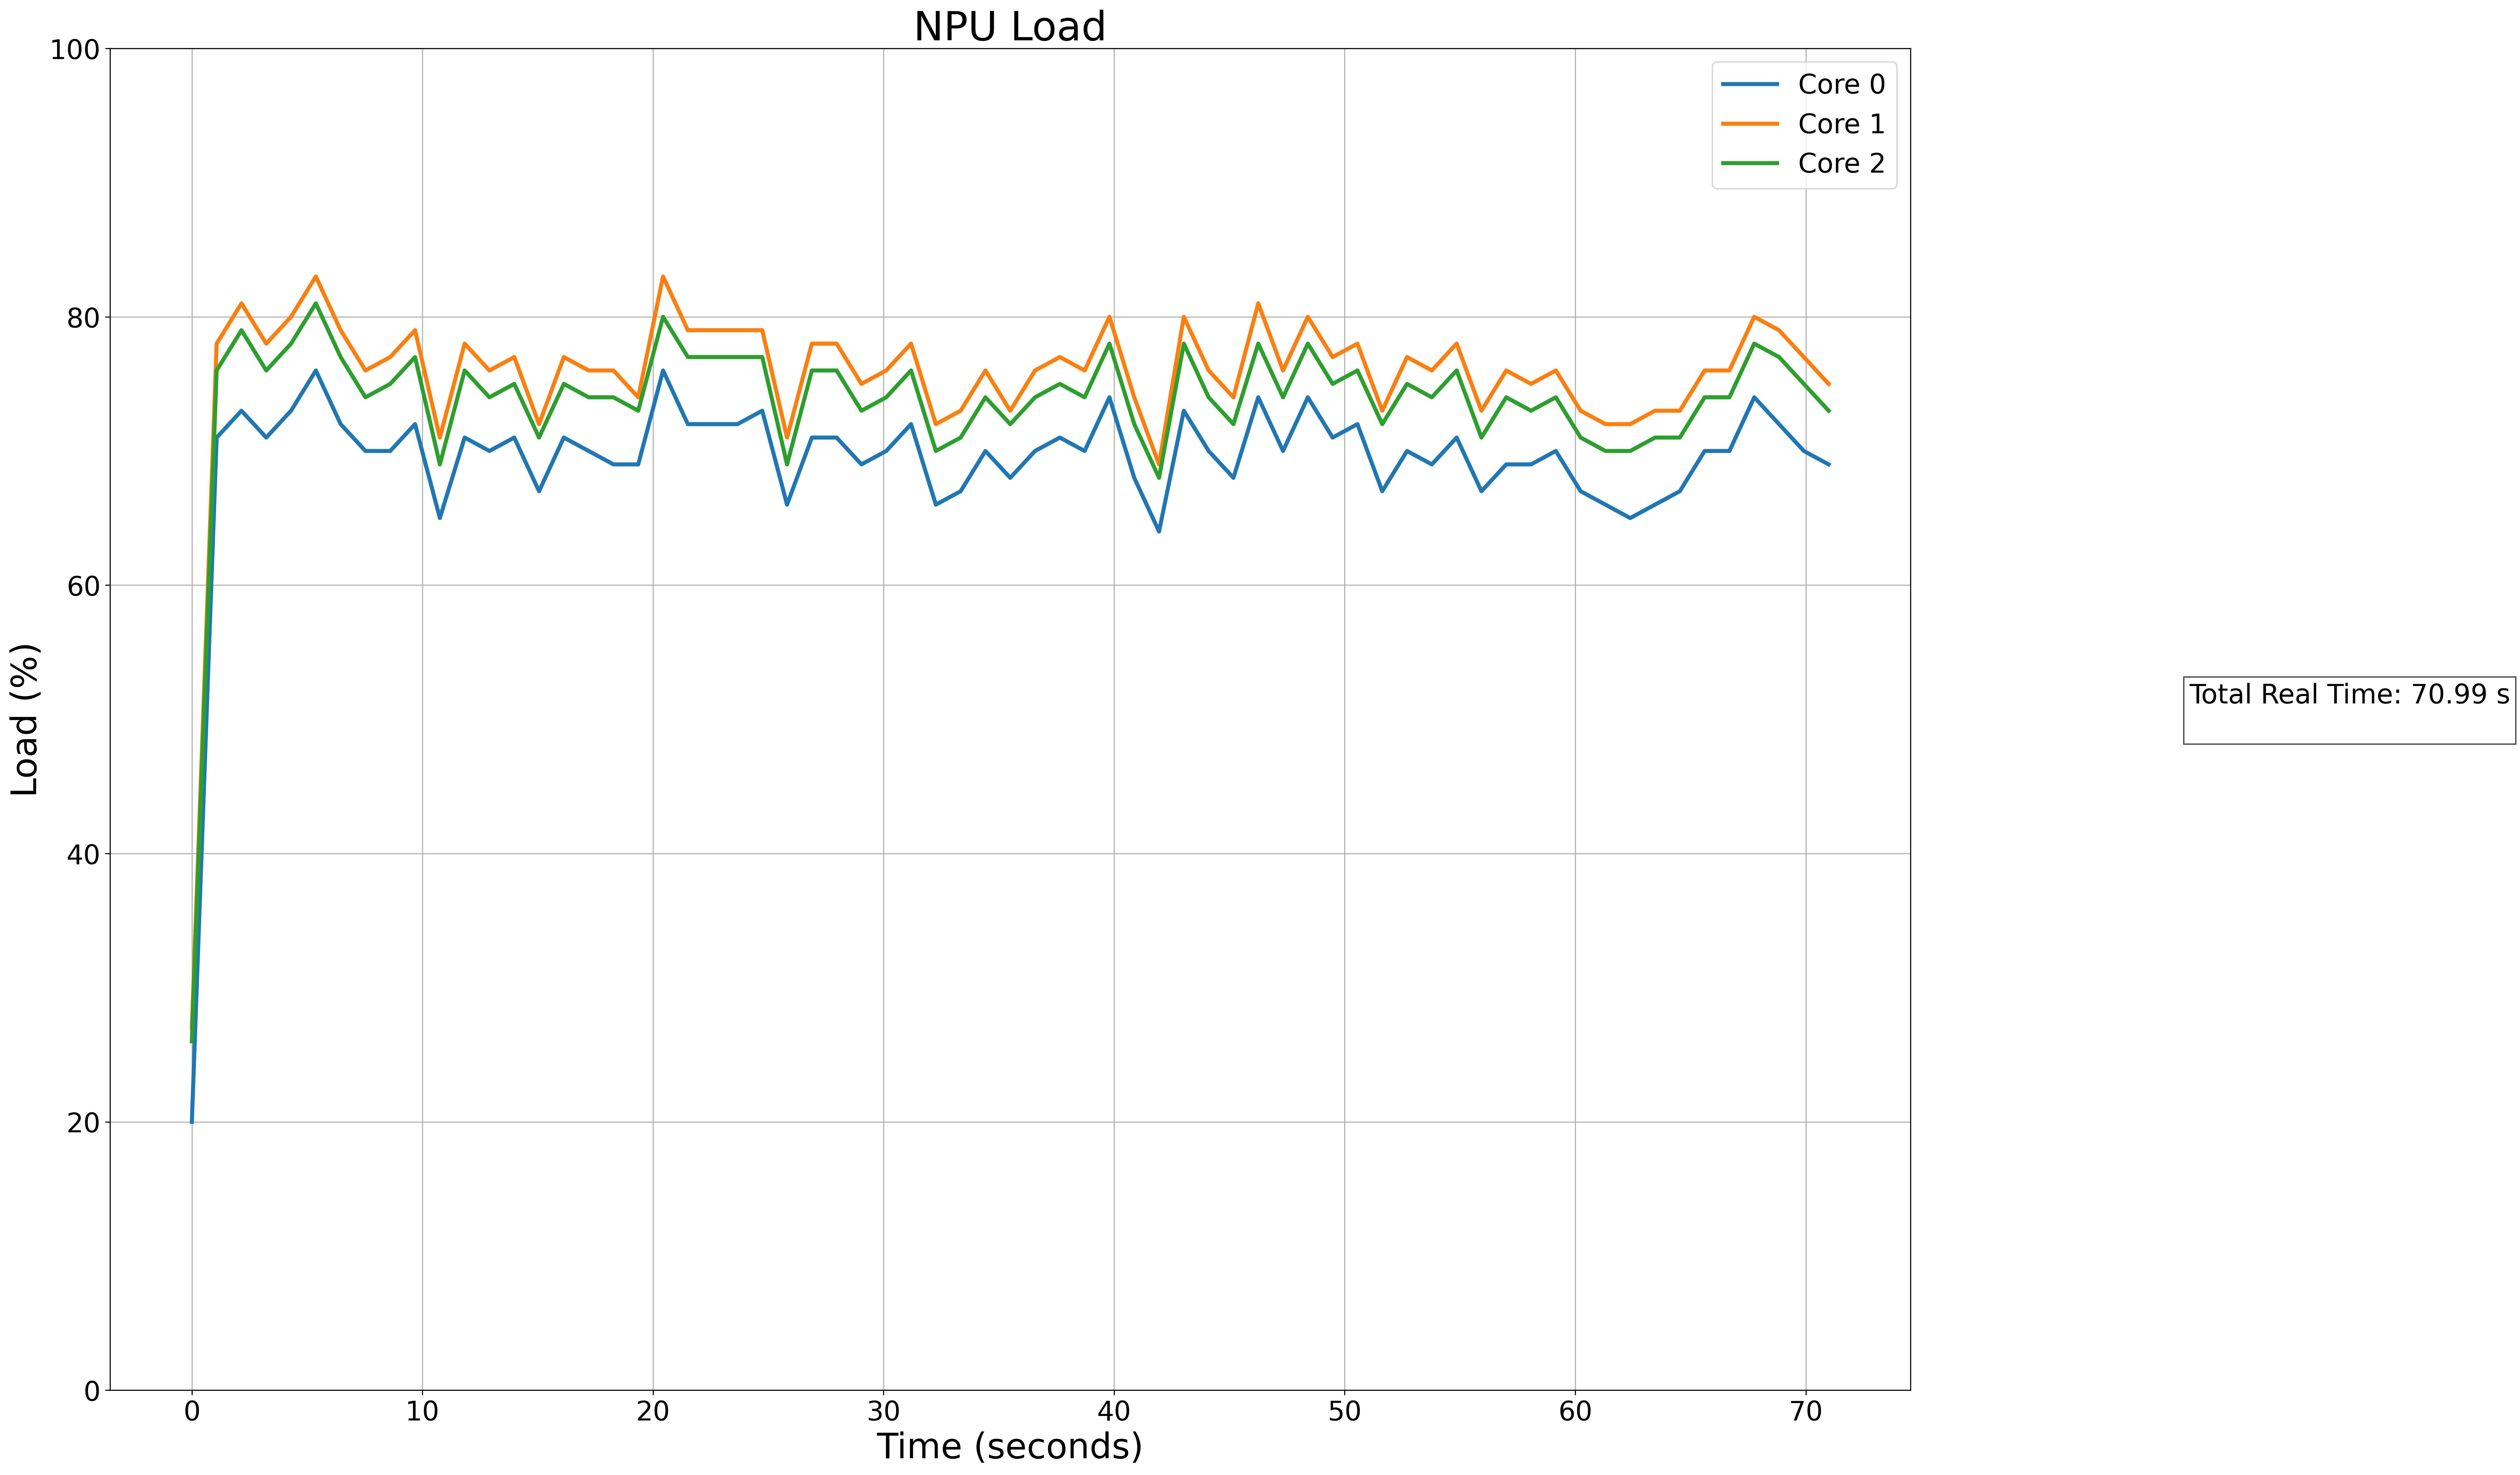 NPU Load
100
80
60
40
20
0
Load (%)
Core 0
Core 1
Core 2
0 10 20 30 40 50 60 70
Time (seconds)
Total Real Time: 70.99 s